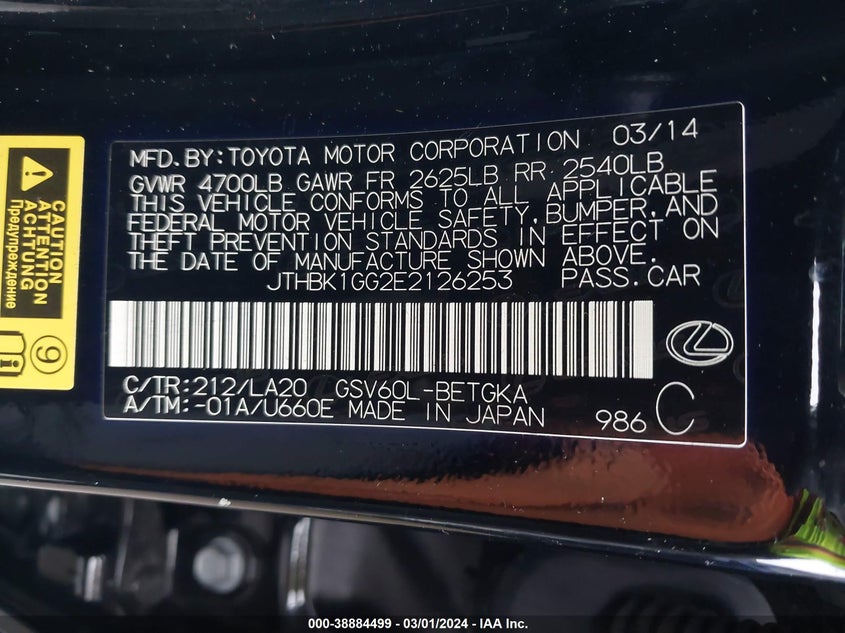 CAUTION
ATTENTION
ACHTUNG
Предупреждение
9
MFD. BY: TOYOTA MOTOR CORPORATION 03/14
GVWR 4700LB GAWR FR 2625LB RR 2540LB
THIS VEHICLE CONFORMS TO ALL APPLICABLE
FEDERAL MOTOR VEHICLE SAFETY, BUMPER, AND
THEFT PREVENTION STANDARDS IN EFFECT ON
THE DATE OF MANUFACTURE SHOWN ABOVE.
JTHBK1GG2E2126253 PASS. CAR
C/TR: 212/LA20 GSV60L-BETGKA
A/TM: -01A/U660E MADE IN JAPAN
986 C
000-38884499 - 03/01/2024 - IAA Inc.